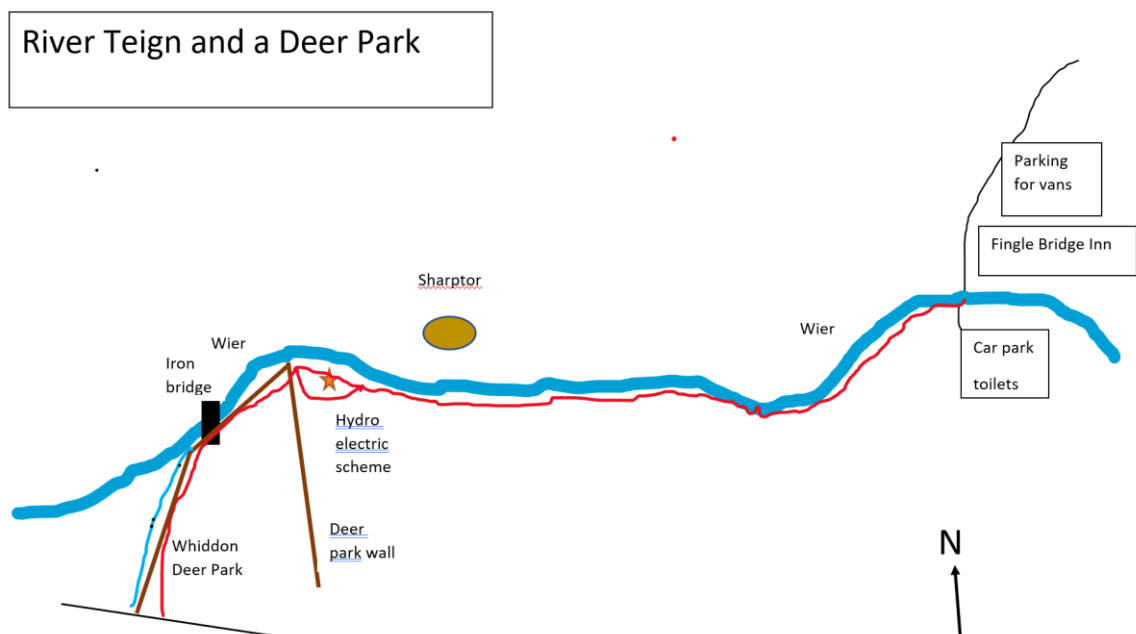 River Teign and a Deer Park
Parking
for vans
Fingle Bridge Inn
Sharptor
Wier
Wier
Iron
bridge
Car park
toilets
Hydro
electric
scheme
Deer
park wall
Whiddon
Deer Park
N